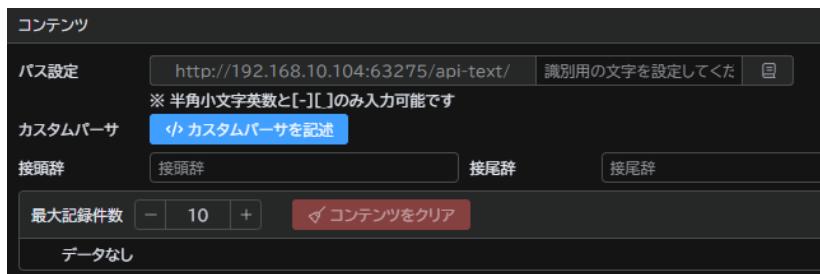 コンテンツ
パス設定 http://192.168.10.104:63275/api-text/ 識別用の文字を設定してくだ
※ 半角小文字英数と[-][_]のみ入力可能です
カスタムパーサ </> カスタムパーサを記述
接頭辞 接頭辞 接尾辞 接尾辞
最大記録件数 − 10 + コンテンツをクリア
データなし